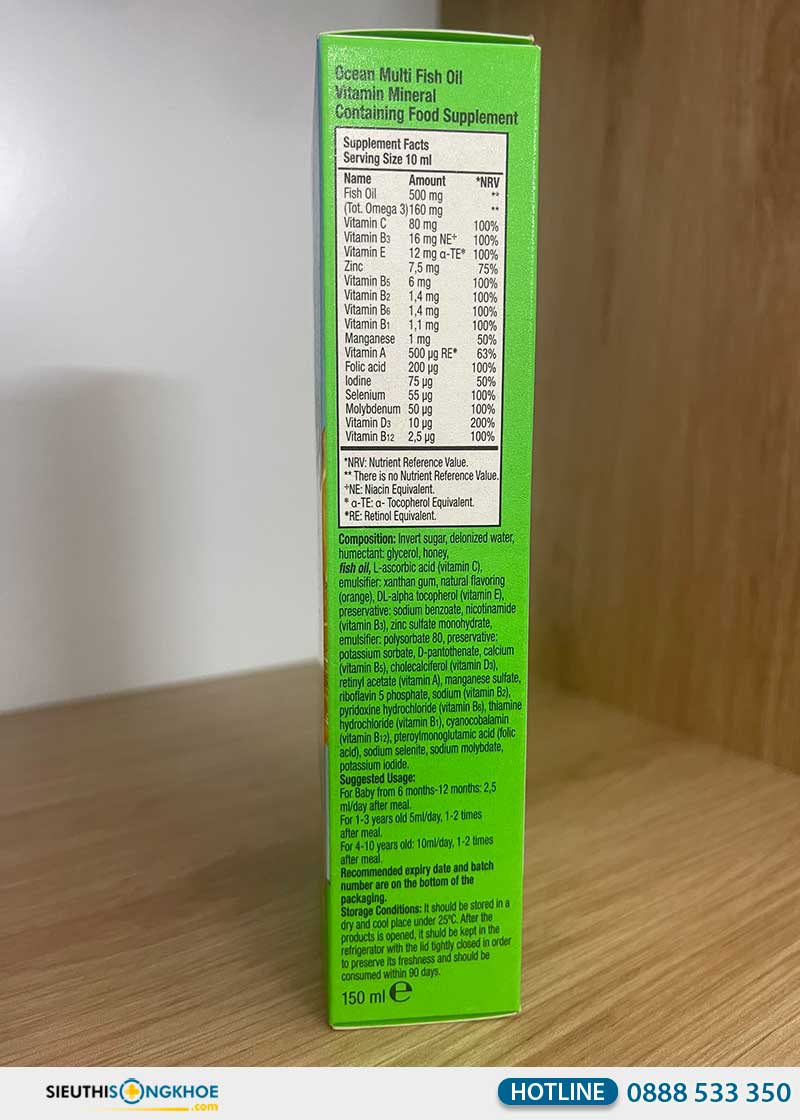 Ocean Multi Fish Oil
Vitamin Mineral
Containing Food Supplement
Supplement Facts
Serving Size 10 ml
Name Amount *NRV
Fish Oil 500 mg **
(Tot. Omega 3) 160 mg **
Vitamin C 80 mg 100%
Vitamin B3 16 mg NE+ 100%
Vitamin E 12 mg α-TE* 100%
Zinc 7,5 mg 75%
Vitamin B5 6 mg 100%
Vitamin B2 1,4 mg 100%
Vitamin B6 1,4 mg 100%
Vitamin B1 1,1 mg 100%
Manganese 1 mg 50%
Vitamin A 500 µg RE* 63%
Folic acid 200 µg 100%
Iodine 75 µg 50%
Selenium 55 µg 100%
Molybdenum 50 µg 100%
Vitamin D3 10 µg 200%
Vitamin B12 2,5 µg 100%
*NRV: Nutrient Reference Value.
** There is no Nutrient Reference Value.
+NE: Niacin Equivalent.
* α-TE: α- Tocopherol Equivalent.
*RE: Retinol Equivalent.
Composition: Invert sugar, deionized water,
humectant: glycerol, honey,
fish oil, L-ascorbic acid (vitamin C),
emulsifier: xanthan gum, natural flavoring
(orange), DL-alpha tocopherol (vitamin E),
preservative: sodium benzoate, nicotinamide
(vitamin B3), zinc sulfate monohydrate,
emulsifier: polysorbate 80, preservative:
potassium sorbate, D-pantothenate, calcium
(vitamin B5), cholecalciferol (vitamin D3),
retinyl acetate (vitamin A), manganese sulfate,
riboflavin 5 phosphate, sodium (vitamin B2),
pyridoxine hydrochloride (vitamin B6), thiamine
hydrochloride (vitamin B1), cyanocobalamin
(vitamin B12), pteroylmonoglutamic acid (folic
acid), sodium selenite, sodium molybdate,
potassium iodide.
Suggested Usage:
For Baby from 6 months-12 months: 2,5
ml/day after meal.
For 1-3 years old 5ml/day, 1-2 times
after meal.
For 4-10 years old: 10ml/day, 1-2 times
after meal.
Recommended expiry date and batch
number are on the bottom of the
packaging.
Storage Conditions: It should be stored in a
dry and cool place under 25°C. After the
products is opened, it shuld be kept in the
refrigerator with the lid tightly closed in order
to preserve its freshness and should be
consumed within 90 days.
150 ml e
SIEUTHISONGKHOE
.com
HOTLINE 0888 533 350